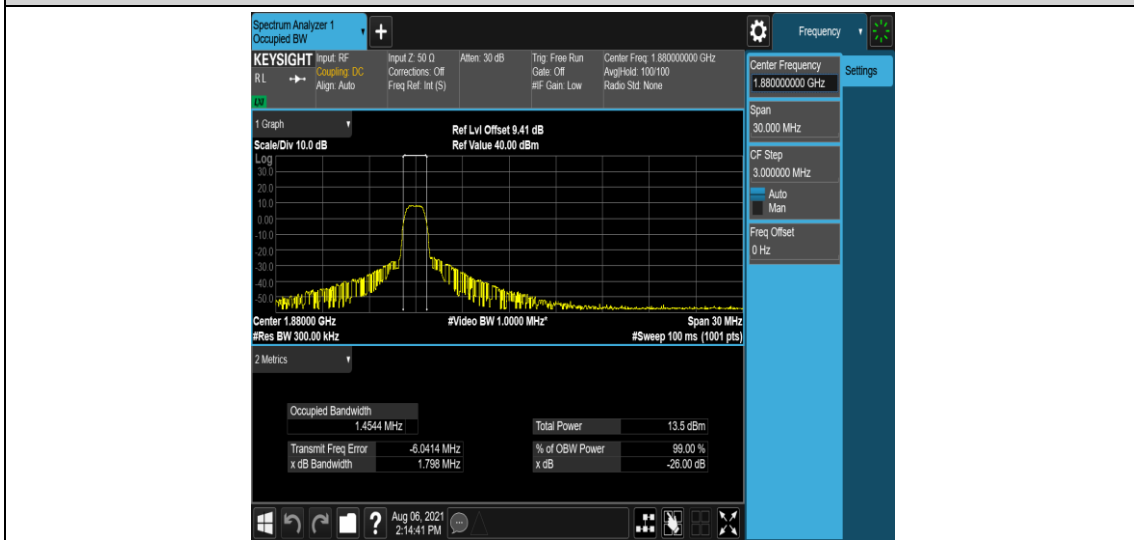 Spectrum Analyzer 1
Occupied BW
Frequency
KEYSIGHT
RL
Input: RF
Coupling: DC
Align: Auto
Input Z: 50 Ω
Corrections: Off
Freq Ref: Int (S)
Atten: 30 dB
Trig: Free Run
Gate: Off
#IF Gain: Low
Center Freq: 1.880000000 GHz
Avg|Hold: 100/100
Radio Std: None
Center Frequency
1.880000000 GHz
Settings
Span
30.000 MHz
CF Step
3.000000 MHz
Auto
Man
Freq Offset
0 Hz
1 Graph
Scale/Div 10.0 dB
Ref Lvl Offset 9.41 dB
Ref Value 40.00 dBm
Log
30.0
20.0
10.0
0.00
-10.0
-20.0
-30.0
-40.0
-50.0
Center 1.88000 GHz
#Video BW 1.0000 MHz*
Span 30 MHz
#Res BW 300.00 kHz
#Sweep 100 ms (1001 pts)
2 Metrics
Occupied Bandwidth
1.4544 MHz
Total Power 13.5 dBm
Transmit Freq Error -6.0414 MHz
% of OBW Power 99.00 %
x dB Bandwidth 1.798 MHz
x dB -26.00 dB
Aug 06, 2021
2:14:41 PM